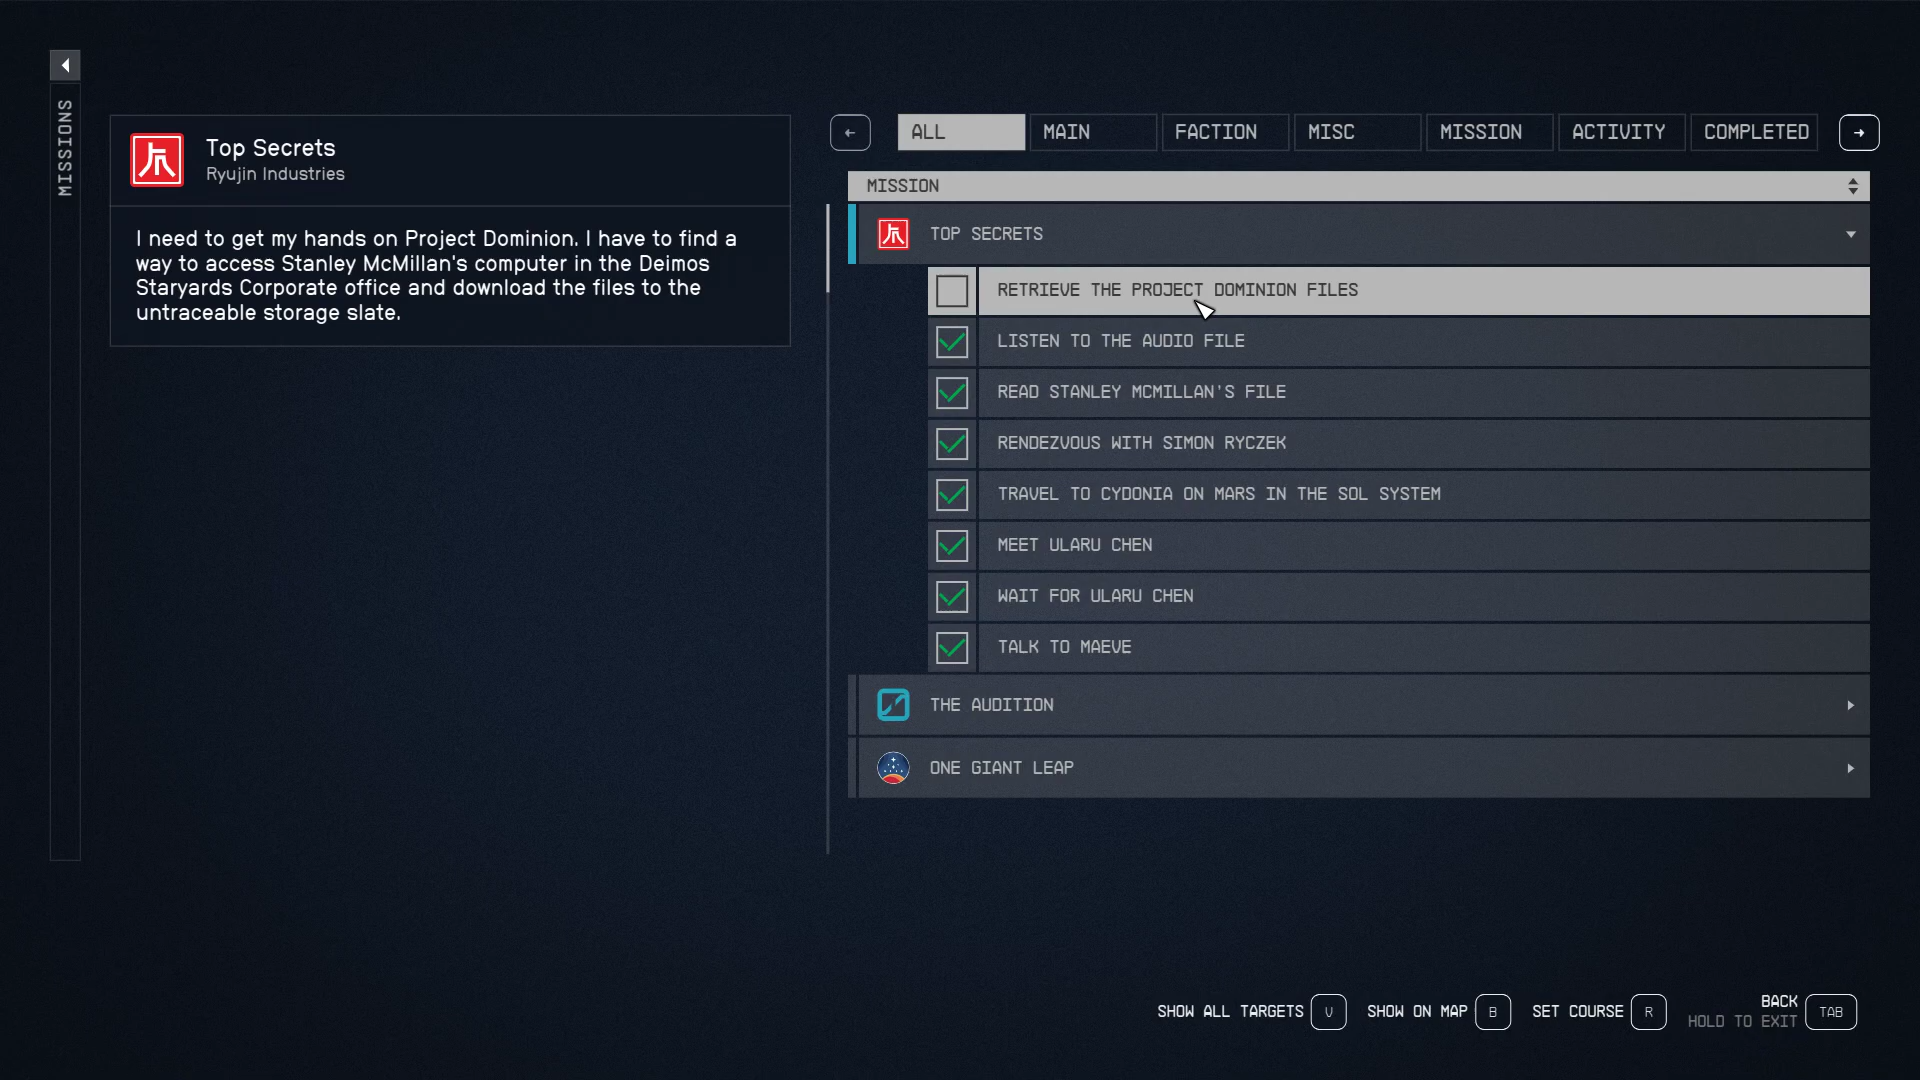 MISSIONS
Top Secrets
Ryujin Industries
I need to get my hands on Project Dominion. I have to find a
way to access Stanley McMillan's computer in the Deimos
Staryards Corporate office and download the files to the
untraceable storage slate.
ALL
MAIN
FACTION
MISC
MISSION
ACTIVITY
COMPLETED
MISSION
TOP SECRETS
RETRIEVE THE PROJECT DOMINION FILES
LISTEN TO THE AUDIO FILE
READ STANLEY MCMILLAN'S FILE
RENDEZVOUS WITH SIMON RYCZEK
TRAVEL TO CYDONIA ON MARS IN THE SOL SYSTEM
MEET ULARU CHEN
WAIT FOR ULARU CHEN
TALK TO MAEVE
THE AUDITION
ONE GIANT LEAP
SHOW ALL TARGETS V
SHOW ON MAP B
SET COURSE R
BACK
HOLD TO EXIT
TAB